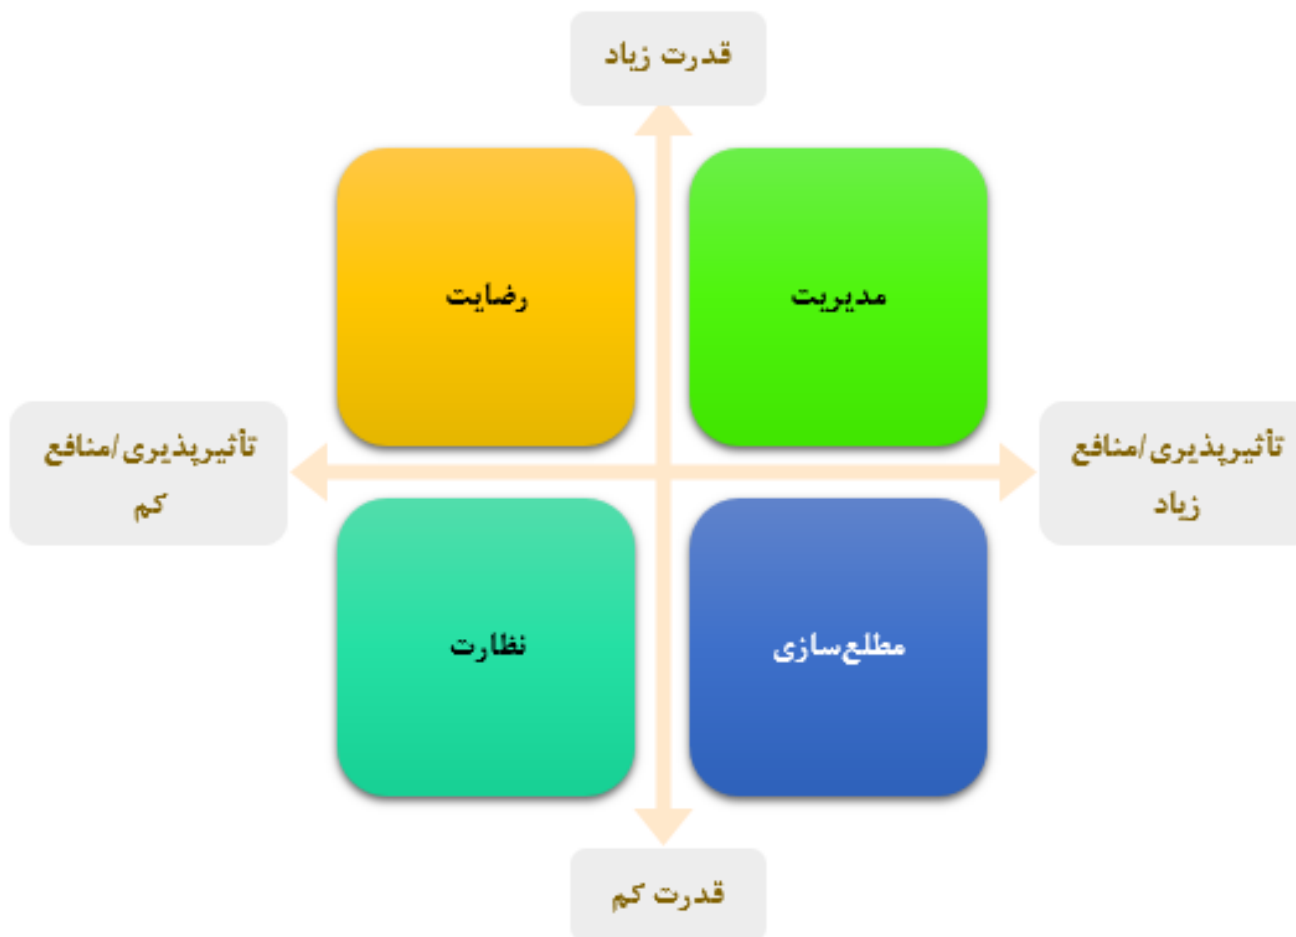 قدرت زیاد
مدیریت
رضایت
تأثیرپذیری/منافع
زیاد
تأثیرپذیری/منافع
کم
مطلع‌سازی
نظارت
قدرت کم